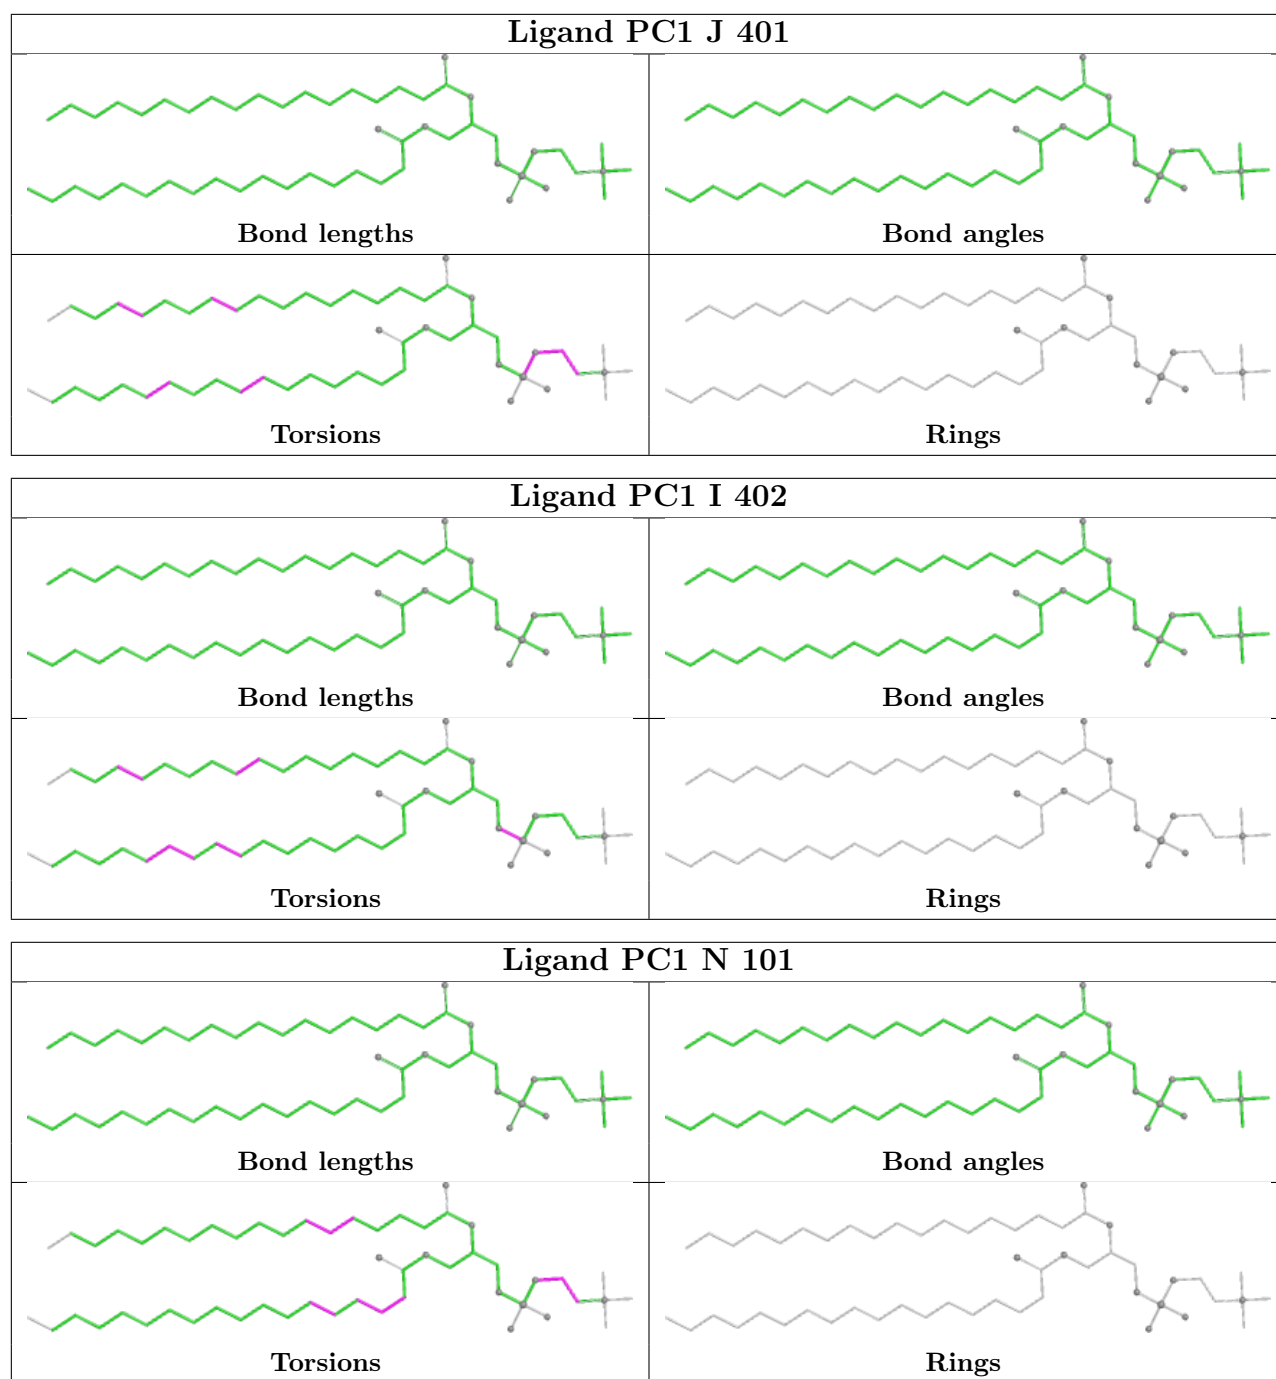 Ligand PC1 J 401
Bond lengths
Bond angles
Torsions
Rings
Ligand PC1 I 402
Bond lengths
Bond angles
Torsions
Rings
Ligand PC1 N 101
Bond lengths
Bond angles
Torsions
Rings